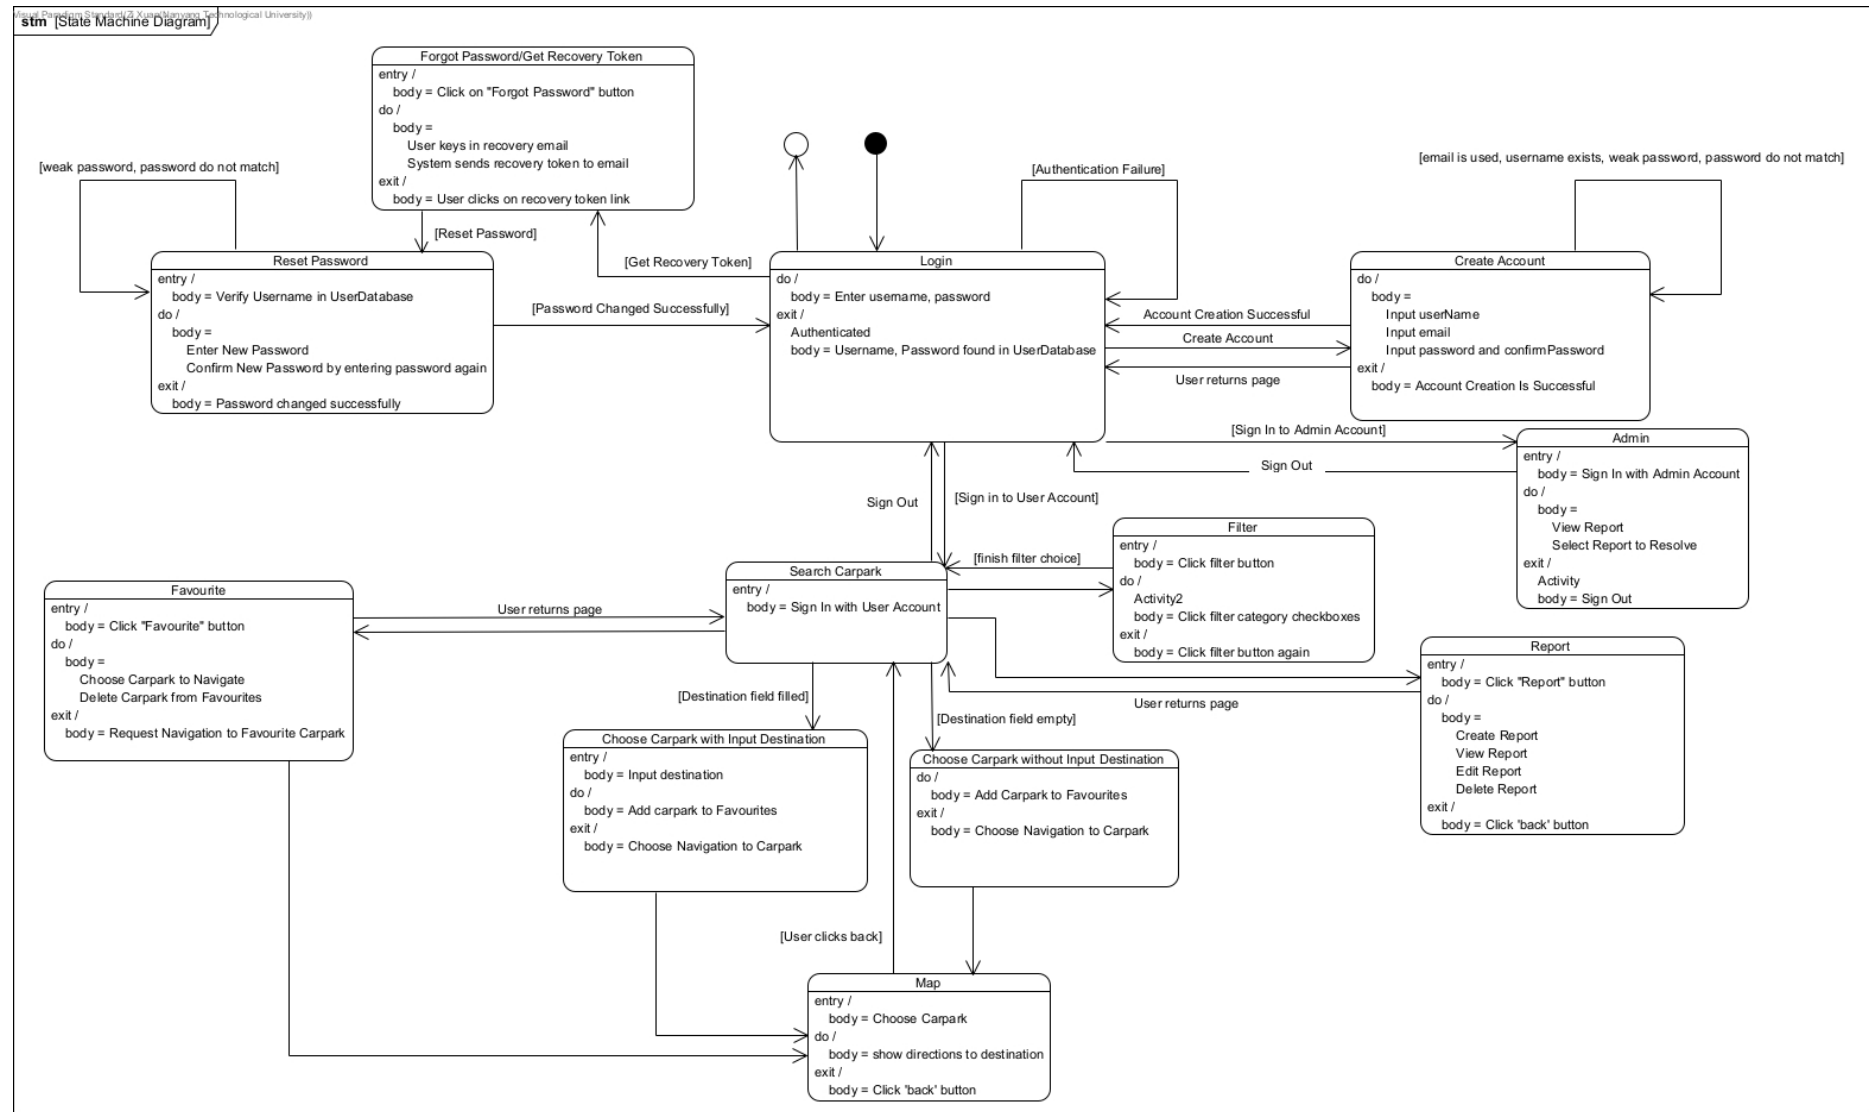 Visual Paradigm Standard(Zi Xuan(Nanyang Technological University))
stm [State Machine Diagram]
Forgot Password/Get Recovery Token
entry /
body = Click on "Forgot Password" button
do /
body =
User keys in recovery email
System sends recovery token to email
exit /
body = User clicks on recovery token link
[weak password, password do not match]
[Reset Password]
[Get Recovery Token]
[Authentication Failure]
[email is used, username exists, weak password, password do not match]
Reset Password
entry /
body = Verify Username in UserDatabase
do /
body =
Enter New Password
Confirm New Password by entering password again
exit /
body = Password changed successfully
[Password Changed Successfully]
Login
do /
body = Enter username, password
exit /
Authenticated
body = Username, Password found in UserDatabase
Account Creation Successful
Create Account
User returns page
Create Account
do /
body =
Input userName
Input email
Input password and confirmPassword
exit /
body = Account Creation Is Successful
[Sign In to Admin Account]
Sign Out
Admin
entry /
body = Sign In with Admin Account
do /
body =
View Report
Select Report to Resolve
exit /
Activity
body = Sign Out
Sign Out
[Sign in to User Account]
Filter
entry /
body = Click filter button
do /
Activity2
body = Click filter category checkboxes
exit /
body = Click filter button again
[finish filter choice]
Search Carpark
entry /
body = Sign In with User Account
Favourite
entry /
body = Click "Favourite" button
do /
body =
Choose Carpark to Navigate
Delete Carpark from Favourites
exit /
body = Request Navigation to Favourite Carpark
User returns page
Report
entry /
body = Click "Report" button
do /
body =
Create Report
View Report
Edit Report
Delete Report
exit /
body = Click 'back' button
User returns page
[Destination field filled]
[Destination field empty]
Choose Carpark with Input Destination
entry /
body = Input destination
do /
body = Add carpark to Favourites
exit /
body = Choose Navigation to Carpark
Choose Carpark without Input Destination
do /
body = Add Carpark to Favourites
exit /
body = Choose Navigation to Carpark
[User clicks back]
Map
entry /
body = Choose Carpark
do /
body = show directions to destination
exit /
body = Click 'back' button